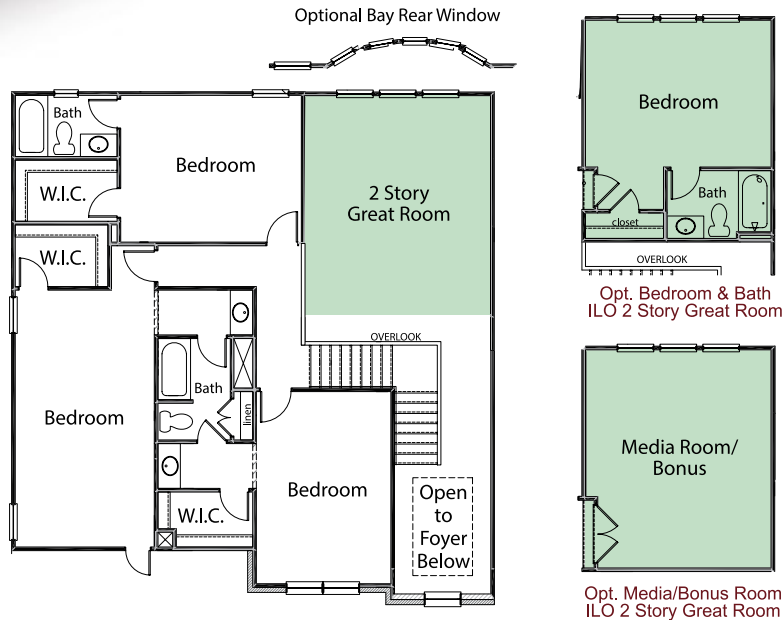 Optional Bay Rear Window
Bath
Bedroom
W.I.C.
W.I.C.
2 Story
Great Room
OVERLOOK
Bath
linen
Bedroom
Bedroom
W.I.C.
Open
to
Foyer
Below
Bedroom
Bath
closet
OVERLOOK
Opt. Bedroom & Bath
ILO 2 Story Great Room
Media Room/
Bonus
Opt. Media/Bonus Room
ILO 2 Story Great Room